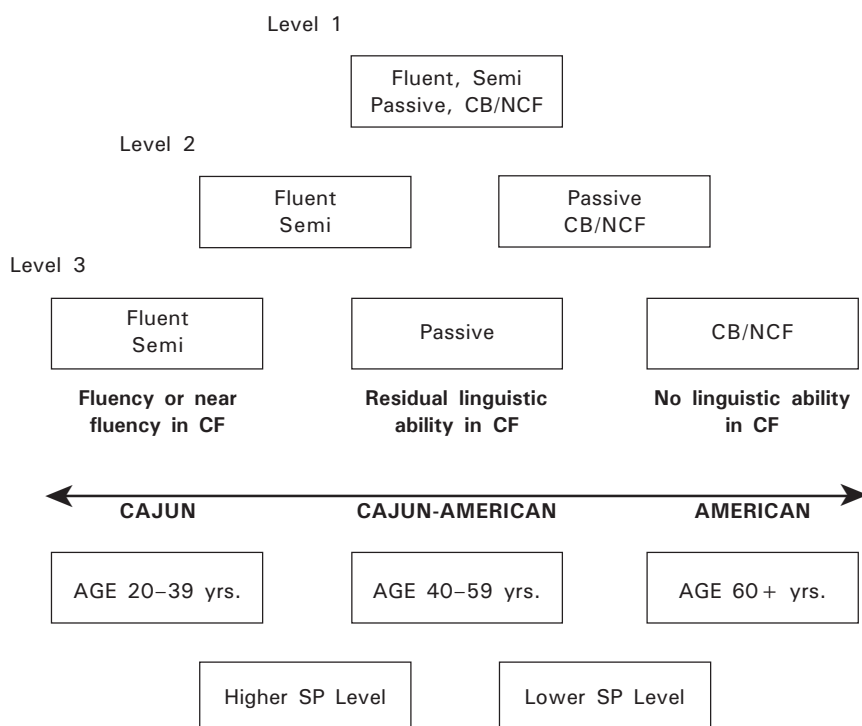 Level 1
Fluent, Semi
Passive, CB/NCF
Level 2
Fluent
Semi
Passive
CB/NCF
Level 3
Fluent
Semi
Passive
CB/NCF
Fluency or near
fluency in CF
Residual linguistic
ability in CF
No linguistic ability
in CF
CAJUN
CAJUN-AMERICAN
AMERICAN
AGE 20–39 yrs.
AGE 40–59 yrs.
AGE 60+ yrs.
Higher SP Level
Lower SP Level